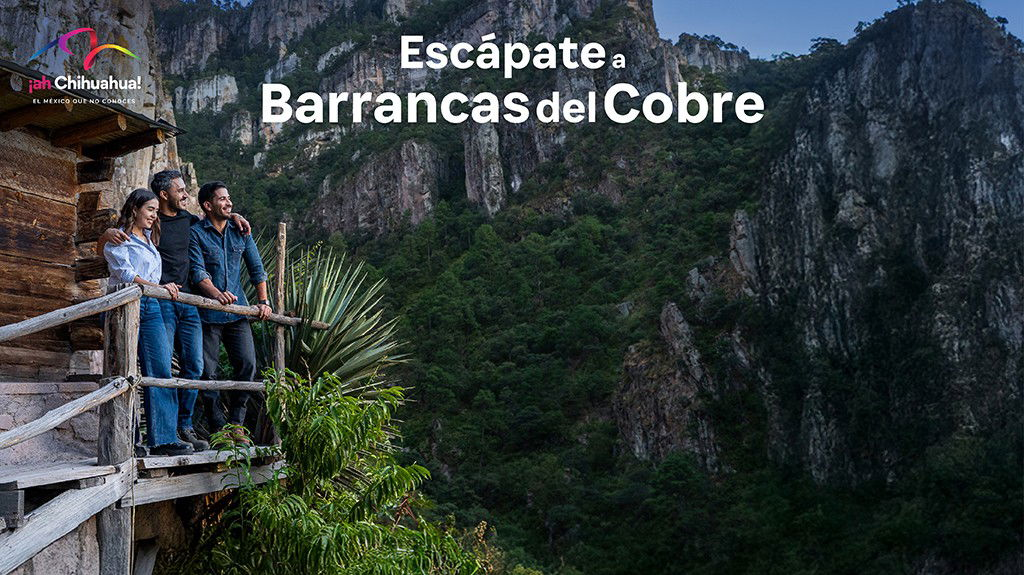 ¡ah Chihuahua!
EL MÉXICO QUE NO CONOCES
Escápate a
Barrancas del Cobre